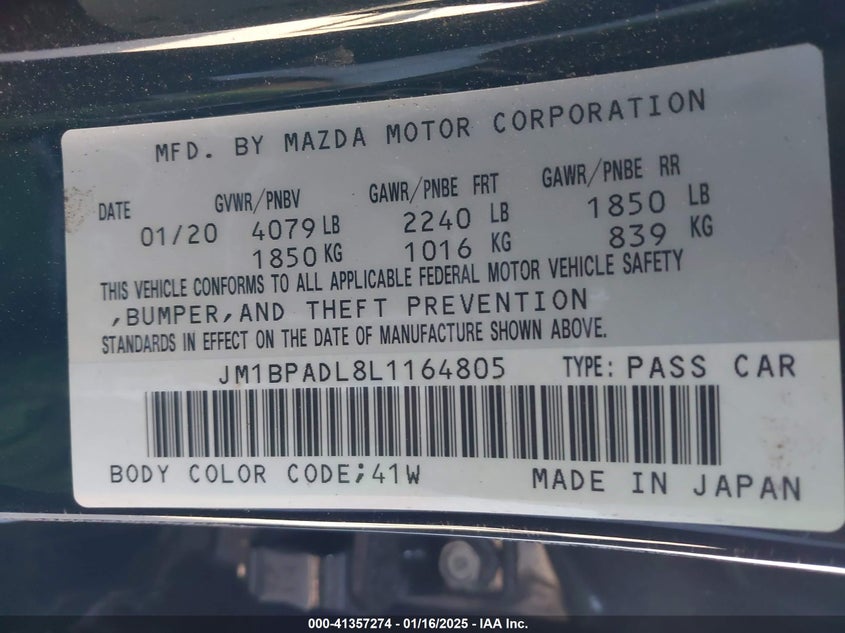 MFD. BY MAZDA MOTOR CORPORATION
DATE GVWR/PNBV GAWR/PNBE FRT GAWR/PNBE RR
01/20 4079 LB 2240 LB 1850 LB
1850 KG 1016 KG 839 KG
THIS VEHICLE CONFORMS TO ALL APPLICABLE FEDERAL MOTOR VEHICLE SAFETY
,BUMPER,AND THEFT PREVENTION
STANDARDS IN EFFECT ON THE DATE OF MANUFACTURE SHOWN ABOVE.
JM1BPADL8L1164805 TYPE: PASS CAR
BODY COLOR CODE;41W MADE IN JAPAN
000-41357274 - 01/16/2025 - IAA Inc.